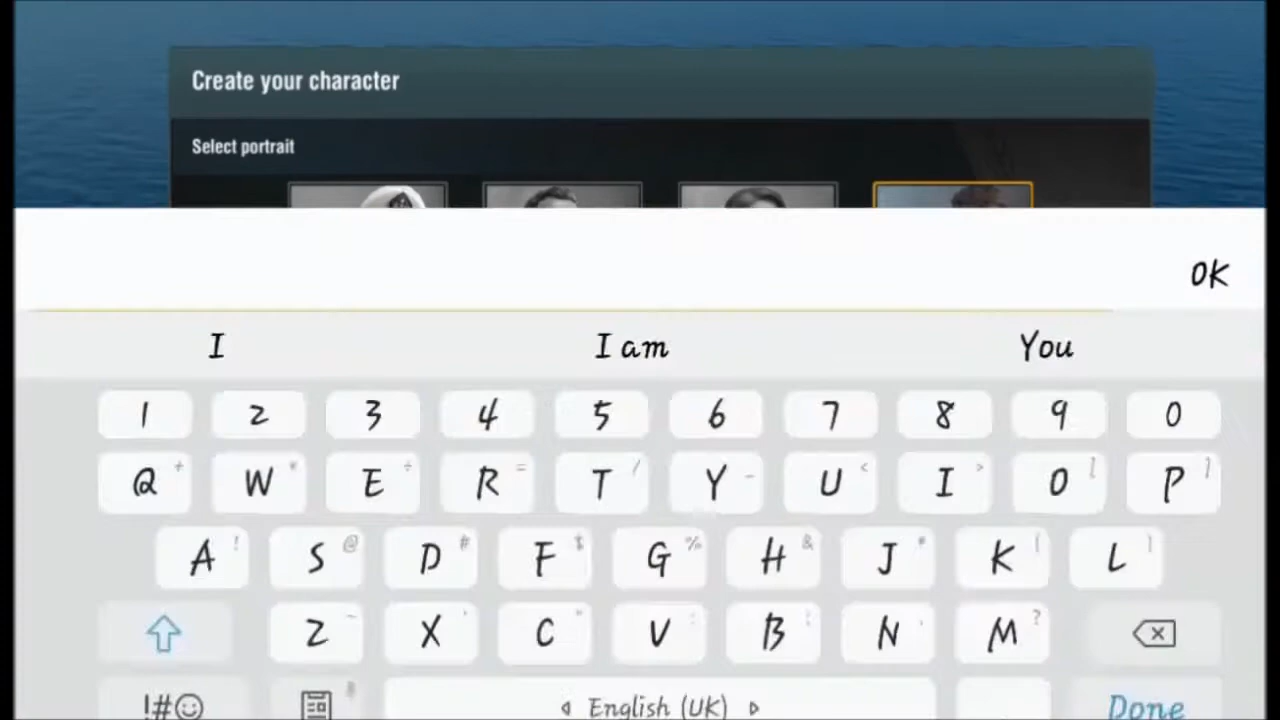 Create your character
Select portrait
OK
I I am You
1 2 3 4 5 6 7 8 9 0
Q W E R T Y U I O P
A S D F G H J K L
Z X C V B N M
!#☺ English (UK) Done